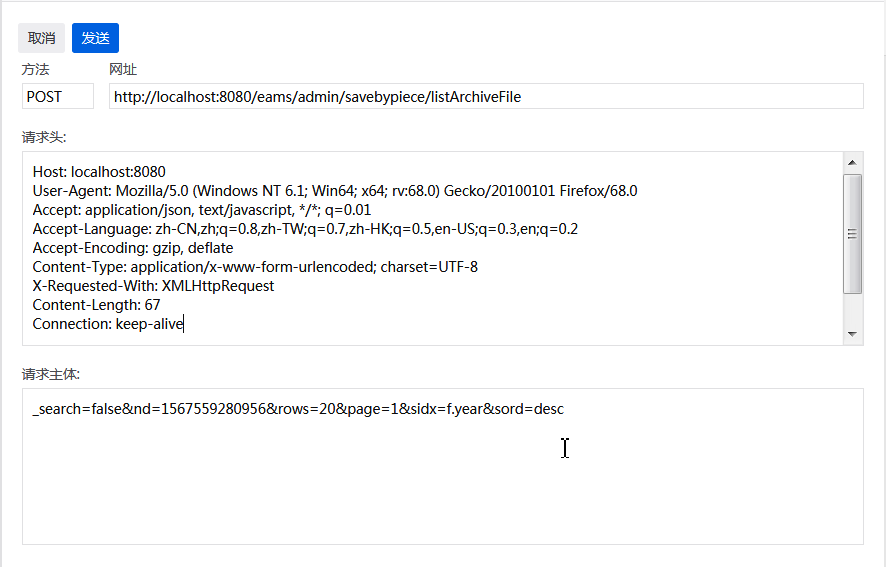 取消 发送
方法 网址
POST http://localhost:8080/eams/admin/savebypiece/listArchiveFile
请求头:
Host: localhost:8080
User-Agent: Mozilla/5.0 (Windows NT 6.1; Win64; x64; rv:68.0) Gecko/20100101 Firefox/68.0
Accept: application/json, text/javascript, */*; q=0.01
Accept-Language: zh-CN,zh;q=0.8,zh-TW;q=0.7,zh-HK;q=0.5,en-US;q=0.3,en;q=0.2
Accept-Encoding: gzip, deflate
Content-Type: application/x-www-form-urlencoded; charset=UTF-8
X-Requested-With: XMLHttpRequest
Content-Length: 67
Connection: keep-alive
请求主体:
_search=false&nd=1567559280956&rows=20&page=1&sidx=f.year&sord=desc